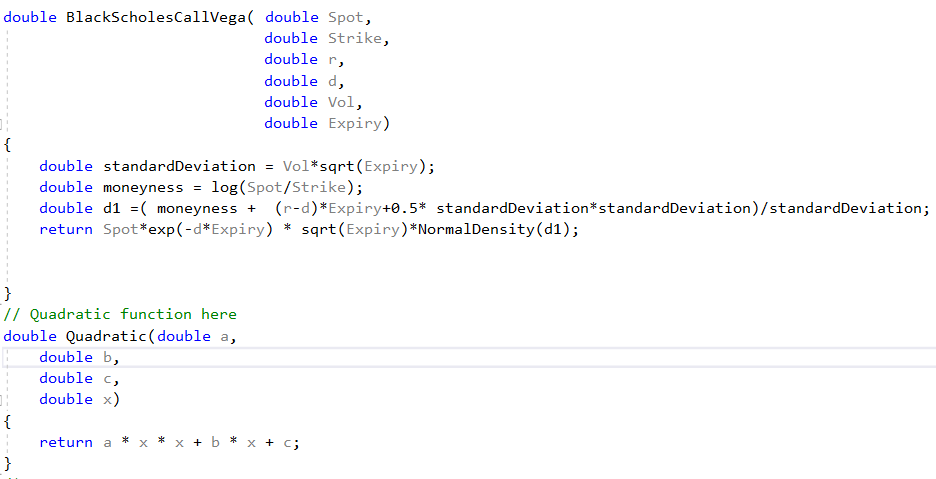 double BlackScholesCallVega( double Spot,
double Strike,
double r,
double d,
double Vol,
double Expiry)
{
double standardDeviation = Vol*sqrt(Expiry);
double moneyness = log(Spot/Strike);
double d1 =( moneyness +  (r-d)*Expiry+0.5* standardDeviation*standardDeviation)/standardDeviation;
return Spot*exp(-d*Expiry) * sqrt(Expiry)*NormalDensity(d1);
}
// Quadratic function here
double Quadratic(double a,
double b,
double c,
double x)
{
return a * x * x + b * x + c;
}